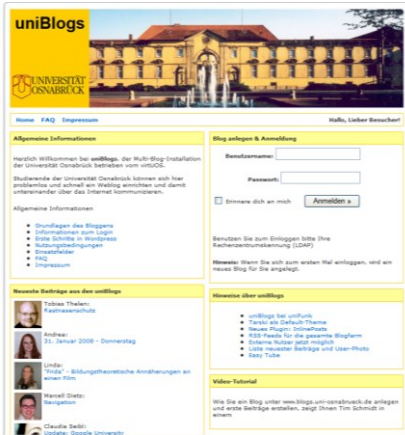 uniBlogs
UNIVERSITÄT
OSNABRÜCK
Home FAQ Impressum
Hallo, Lieber Besucher!
Allgemeine Informationen
Herzlich Willkommen bei uniBlogs, der Multi-Blog-Installation
der Universität Osnabrück betrieben vom virtUOS.
Studierende der Universität Osnabrück können sich hier
problemlos und schnell ein Weblog einrichten und damit
untereinander über das Internet kommunizieren.
Allgemeine Informationen
Grundlagen des Bloggens
Informationen zum Login
Erste Schritte in Wordpress
Nutzungsbedingungen
Einsatzfelder
FAQ
Impressum
Neueste Beiträge aus den uniBlogs
Tobias Thelen:
Rastnasenschutz
Andrea:
31. Januar 2008 - Donnerstag
Linda:
"Frida" - Bildungstheoretische Annäherungen an
einen Film
Marcell Dietz:
Navigation
Claudia Seibt:
Update: Google University
Blog anlegen & Anmeldung
Benutzername:
Passwort:
Erinnere dich an mich
Anmelden »
Benutzen Sie zum Einloggen bitte Ihre
Rechenzentrumskennung (LDAP)
Hinweis: Wenn Sie sich zum ersten Mal einloggen, wird ein
neues Blog für Sie angelegt.
Hinweise über uniBlogs
uniBlogs bei unifunk
Tarski als Default-Theme
Neues Plugin: InlinePosts
RSS-Feeds für die gesamte Blogfarm
Externe Nutzer jetzt möglich
Liste neuester Beiträge und User-Photo
Easy Tube
Video-Tutorial
Wie Sie ein Blog unter www.blogs.uni-osnabrueck.de anlegen
und erste Beiträge erstellen, zeigt Ihnen Tim Schmidt in
einem